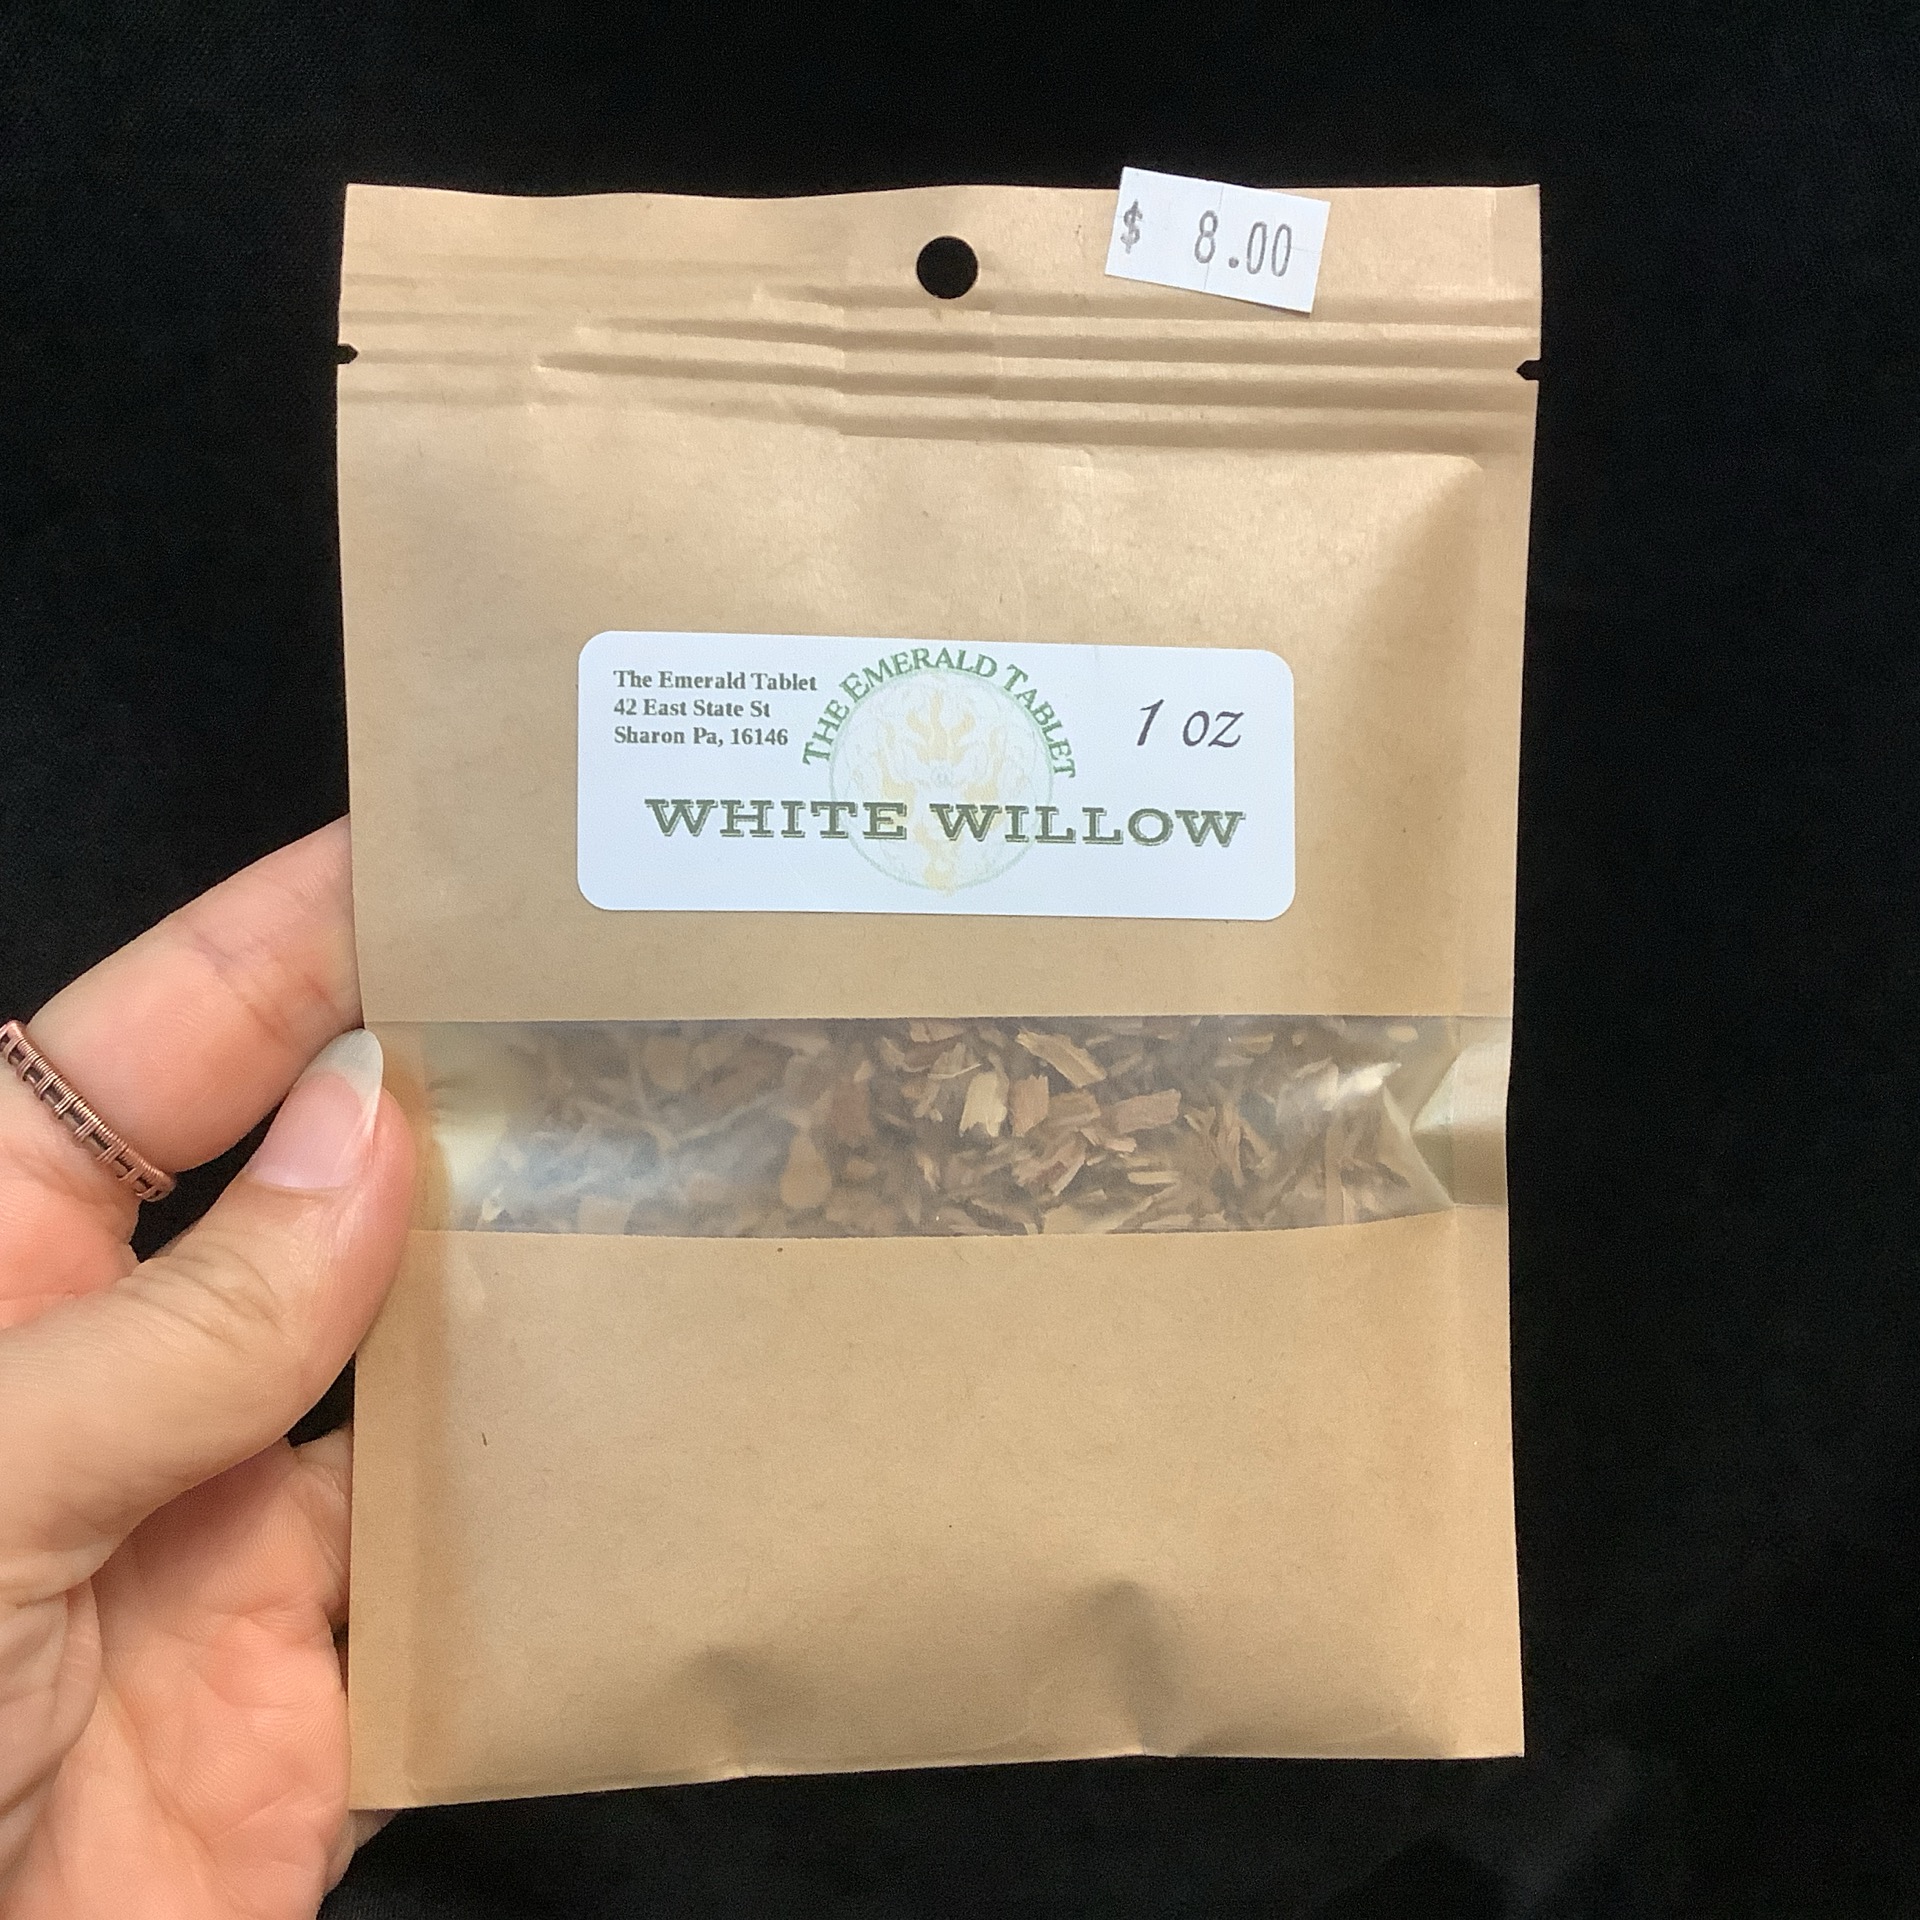 $ 8.00
The Emerald Tablet
42 East State St
Sharon Pa, 16146
THE EMERALD TABLET
1 oz
WHITE WILLOW